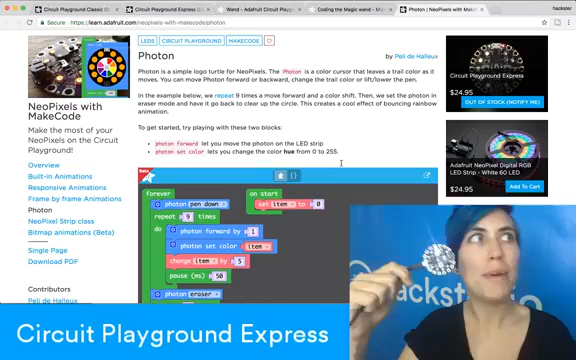 Circuit Playground Classic (D
Circuit Playground Express
Wand – Adafruit Circuit Play
Coding the Magic wand – M
Photon | NeoPixels with Mak
hackster
Secure
https://learn.adafruit.com/neopixels-with-makecode/photon
LEDS
CIRCUIT PLAYGROUND
MAKECODE
Photon
by Peli de Halleux
Photon is a simple logo turtle for NeoPixels. The Photon is a color cursor that leaves a trail color as it
moves. You can move Photon forward or backward, change the trail color or lift/lower the pen.
In the example below, we repeat 9 times a move forward and a color shift. Then, we set the photon in
eraser mode and have it go back to clear up the circle. This creates a cool effect of bouncing rainbow
animation.
To get started, try playing with these two blocks:
• photon forward let you move the photon on the LED strip
• photon set color lets you change the color hue from 0 to 255.
NeoPixels with
MakeCode
Make the most of your
NeoPixels on the Circuit
Playground!
Overview
Built-in Animations
Responsive Animations
Frame by frame Animations
Photon
NeoPixel Strip class
Bitmap animations (Beta)
Single Page
Download PDF
Contributors
Peli de Halleux
Beta
{}
forever
photon pen down
repeat 9 times
do
photon forward by 1
photon set color item
change item by 5
pause (ms) 50
photon eraser
on start
set item to 0
Circuit Playground Express
$24.95
OUT OF STOCK (NOTIFY ME)
Adafruit NeoPixel Digital RGB
LED Strip - White 60 LED
$24.95
Add To Cart
Circuit Playground Express